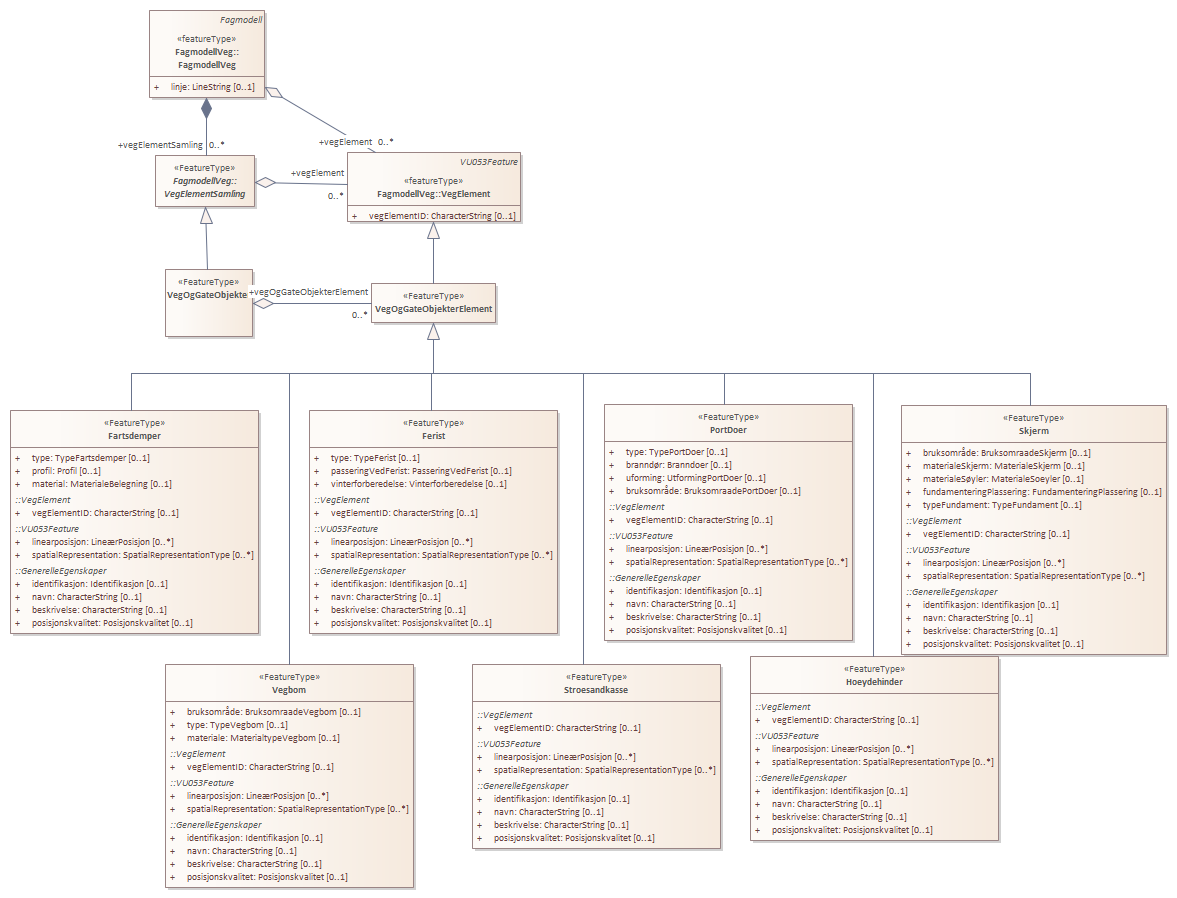 Fagmodell
«featureType»
FagmodellVeg::
FagmodellVeg
+ linje: LineString [0..1]
+vegElementSamling 0..*
+vegElement 0..*
«FeatureType»
FagmodellVeg::
VegElementSamling
+vegElement
0..*
VU053Feature
«featureType»
FagmodellVeg::VegElement
+ vegElementID: CharacterString [0..1]
«FeatureType»
VegOgGateObjekte
+vegOgGateObjekterElement
0..*
«FeatureType»
VegOgGateObjekterElement
«FeatureType»
Fartsdemper
+ type: TypeFartsdemper [0..1]
+ profil: Profil [0..1]
+ material: MaterialeBelegning [0..1]
::VegElement
+ vegElementID: CharacterString [0..1]
::VU053Feature
+ linearposisjon: LineærPosisjon [0..*]
+ spatialRepresentation: SpatialRepresentationType [0..*]
::GenerelleEgenskaper
+ identifikasjon: Identifikasjon [0..1]
+ navn: CharacterString [0..1]
+ beskrivelse: CharacterString [0..1]
+ posisjonskvalitet: Posisjonskvalitet [0..1]
«FeatureType»
Ferist
+ type: TypeFerist [0..1]
+ passeringVedFerist: PasseringVedFerist [0..1]
+ vinterforberedelse: Vinterforberedelse [0..1]
::VegElement
+ vegElementID: CharacterString [0..1]
::VU053Feature
+ linearposisjon: LineærPosisjon [0..*]
+ spatialRepresentation: SpatialRepresentationType [0..*]
::GenerelleEgenskaper
+ identifikasjon: Identifikasjon [0..1]
+ navn: CharacterString [0..1]
+ beskrivelse: CharacterString [0..1]
+ posisjonskvalitet: Posisjonskvalitet [0..1]
«FeatureType»
PortDoer
+ type: TypePortDoer [0..1]
+ branndør: Branndoer [0..1]
+ uforming: UtformingPortDoer [0..1]
+ bruksområde: BruksomraadePortDoer [0..1]
::VegElement
+ vegElementID: CharacterString [0..1]
::VU053Feature
+ linearposisjon: LineærPosisjon [0..*]
+ spatialRepresentation: SpatialRepresentationType [0..*]
::GenerelleEgenskaper
+ identifikasjon: Identifikasjon [0..1]
+ navn: CharacterString [0..1]
+ beskrivelse: CharacterString [0..1]
+ posisjonskvalitet: Posisjonskvalitet [0..1]
«FeatureType»
Skjerm
+ bruksområde: BruksomraadeSkjerm [0..1]
+ materialeSkjerm: MaterialeSkjerm [0..1]
+ materialeSøyler: MaterialeSoeyler [0..1]
+ fundamenteringPlassering: FundamenteringPlassering [0..1]
+ typeFundament: TypeFundament [0..1]
::VegElement
+ vegElementID: CharacterString [0..1]
::VU053Feature
+ linearposisjon: LineærPosisjon [0..*]
+ spatialRepresentation: SpatialRepresentationType [0..*]
::GenerelleEgenskaper
+ identifikasjon: Identifikasjon [0..1]
+ navn: CharacterString [0..1]
+ beskrivelse: CharacterString [0..1]
+ posisjonskvalitet: Posisjonskvalitet [0..1]
«FeatureType»
Vegbom
+ bruksområde: BruksomraadeVegbom [0..1]
+ type: TypeVegbom [0..1]
+ materiale: MaterialtypeVegbom [0..1]
::VegElement
+ vegElementID: CharacterString [0..1]
::VU053Feature
+ linearposisjon: LineærPosisjon [0..*]
+ spatialRepresentation: SpatialRepresentationType [0..*]
::GenerelleEgenskaper
+ identifikasjon: Identifikasjon [0..1]
+ navn: CharacterString [0..1]
+ beskrivelse: CharacterString [0..1]
+ posisjonskvalitet: Posisjonskvalitet [0..1]
«FeatureType»
Stroesandkasse
::VegElement
+ vegElementID: CharacterString [0..1]
::VU053Feature
+ linearposisjon: LineærPosisjon [0..*]
+ spatialRepresentation: SpatialRepresentationType [0..*]
::GenerelleEgenskaper
+ identifikasjon: Identifikasjon [0..1]
+ navn: CharacterString [0..1]
+ beskrivelse: CharacterString [0..1]
+ posisjonskvalitet: Posisjonskvalitet [0..1]
«FeatureType»
Hoeydehinder
::VegElement
+ vegElementID: CharacterString [0..1]
::VU053Feature
+ linearposisjon: LineærPosisjon [0..*]
+ spatialRepresentation: SpatialRepresentationType [0..*]
::GenerelleEgenskaper
+ identifikasjon: Identifikasjon [0..1]
+ navn: CharacterString [0..1]
+ beskrivelse: CharacterString [0..1]
+ posisjonskvalitet: Posisjonskvalitet [0..1]